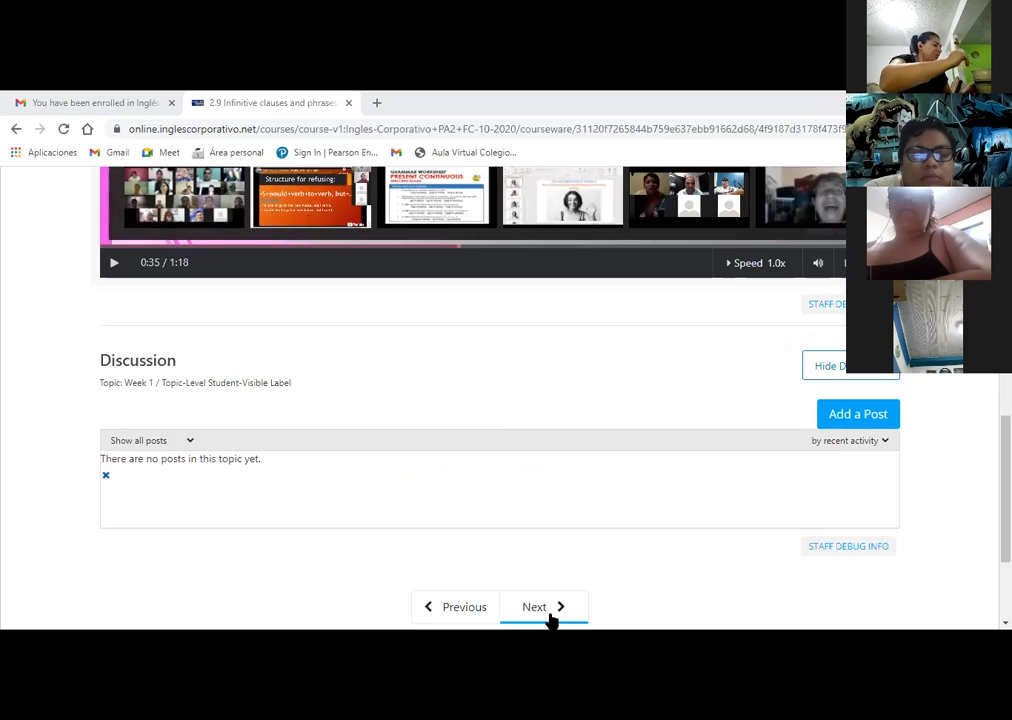 You have been enrolled in Inglés
2.9 Infinitive clauses and phrases
online.inglescorporativo.net/courses/course-v1:Ingles-Corporativo+PA2+FC-10-2020/courseware/31120f7265844b759e637ebb91662d68/4f9187d3178f473f9
Aplicaciones
Gmail
Meet
Área personal
Sign In | Pearson En...
Aula Virtual Colegio...
Structure for refusing:
GRAMMAR WORKSHEET
PRESENT CONTINUOUS
0:35 / 1:18
Speed 1.0x
STAFF DE
Discussion
Topic: Week 1 / Topic-Level Student-Visible Label
Hide D
Add a Post
Show all posts
by recent activity
There are no posts in this topic yet.
STAFF DEBUG INFO
Previous
Next